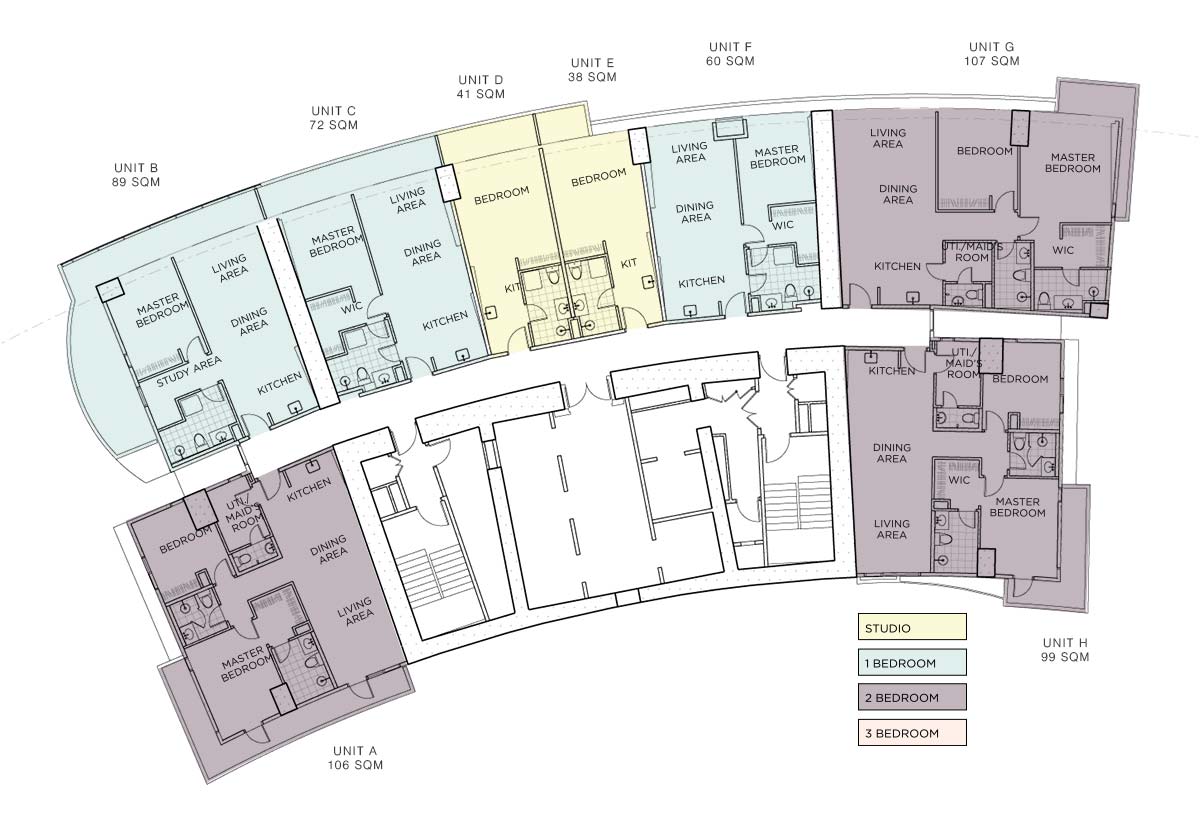 UNIT B
89 SQM
UNIT C
72 SQM
UNIT D
41 SQM
UNIT E
38 SQM
UNIT F
60 SQM
UNIT G
107 SQM
MASTER
BEDROOM
LIVING
AREA
DINING
AREA
STUDY AREA
KITCHEN
MASTER
BEDROOM
LIVING
AREA
DINING
AREA
WIC
KITCHEN
BEDROOM
KIT
BEDROOM
KIT
LIVING
AREA
MASTER
BEDROOM
DINING
AREA
WIC
KITCHEN
LIVING
AREA
BEDROOM
MASTER
BEDROOM
DINING
AREA
UTI./MAID'S
ROOM
WIC
KITCHEN
KITCHEN
UTI./
MAID'S
ROOM
BEDROOM
DINING
AREA
WIC
MASTER
BEDROOM
LIVING
AREA
UNIT H
99 SQM
KITCHEN
UTI./
MAID'S
ROOM
BEDROOM
DINING
AREA
LIVING
AREA
MASTER
BEDROOM
UNIT A
106 SQM
STUDIO
1 BEDROOM
2 BEDROOM
3 BEDROOM